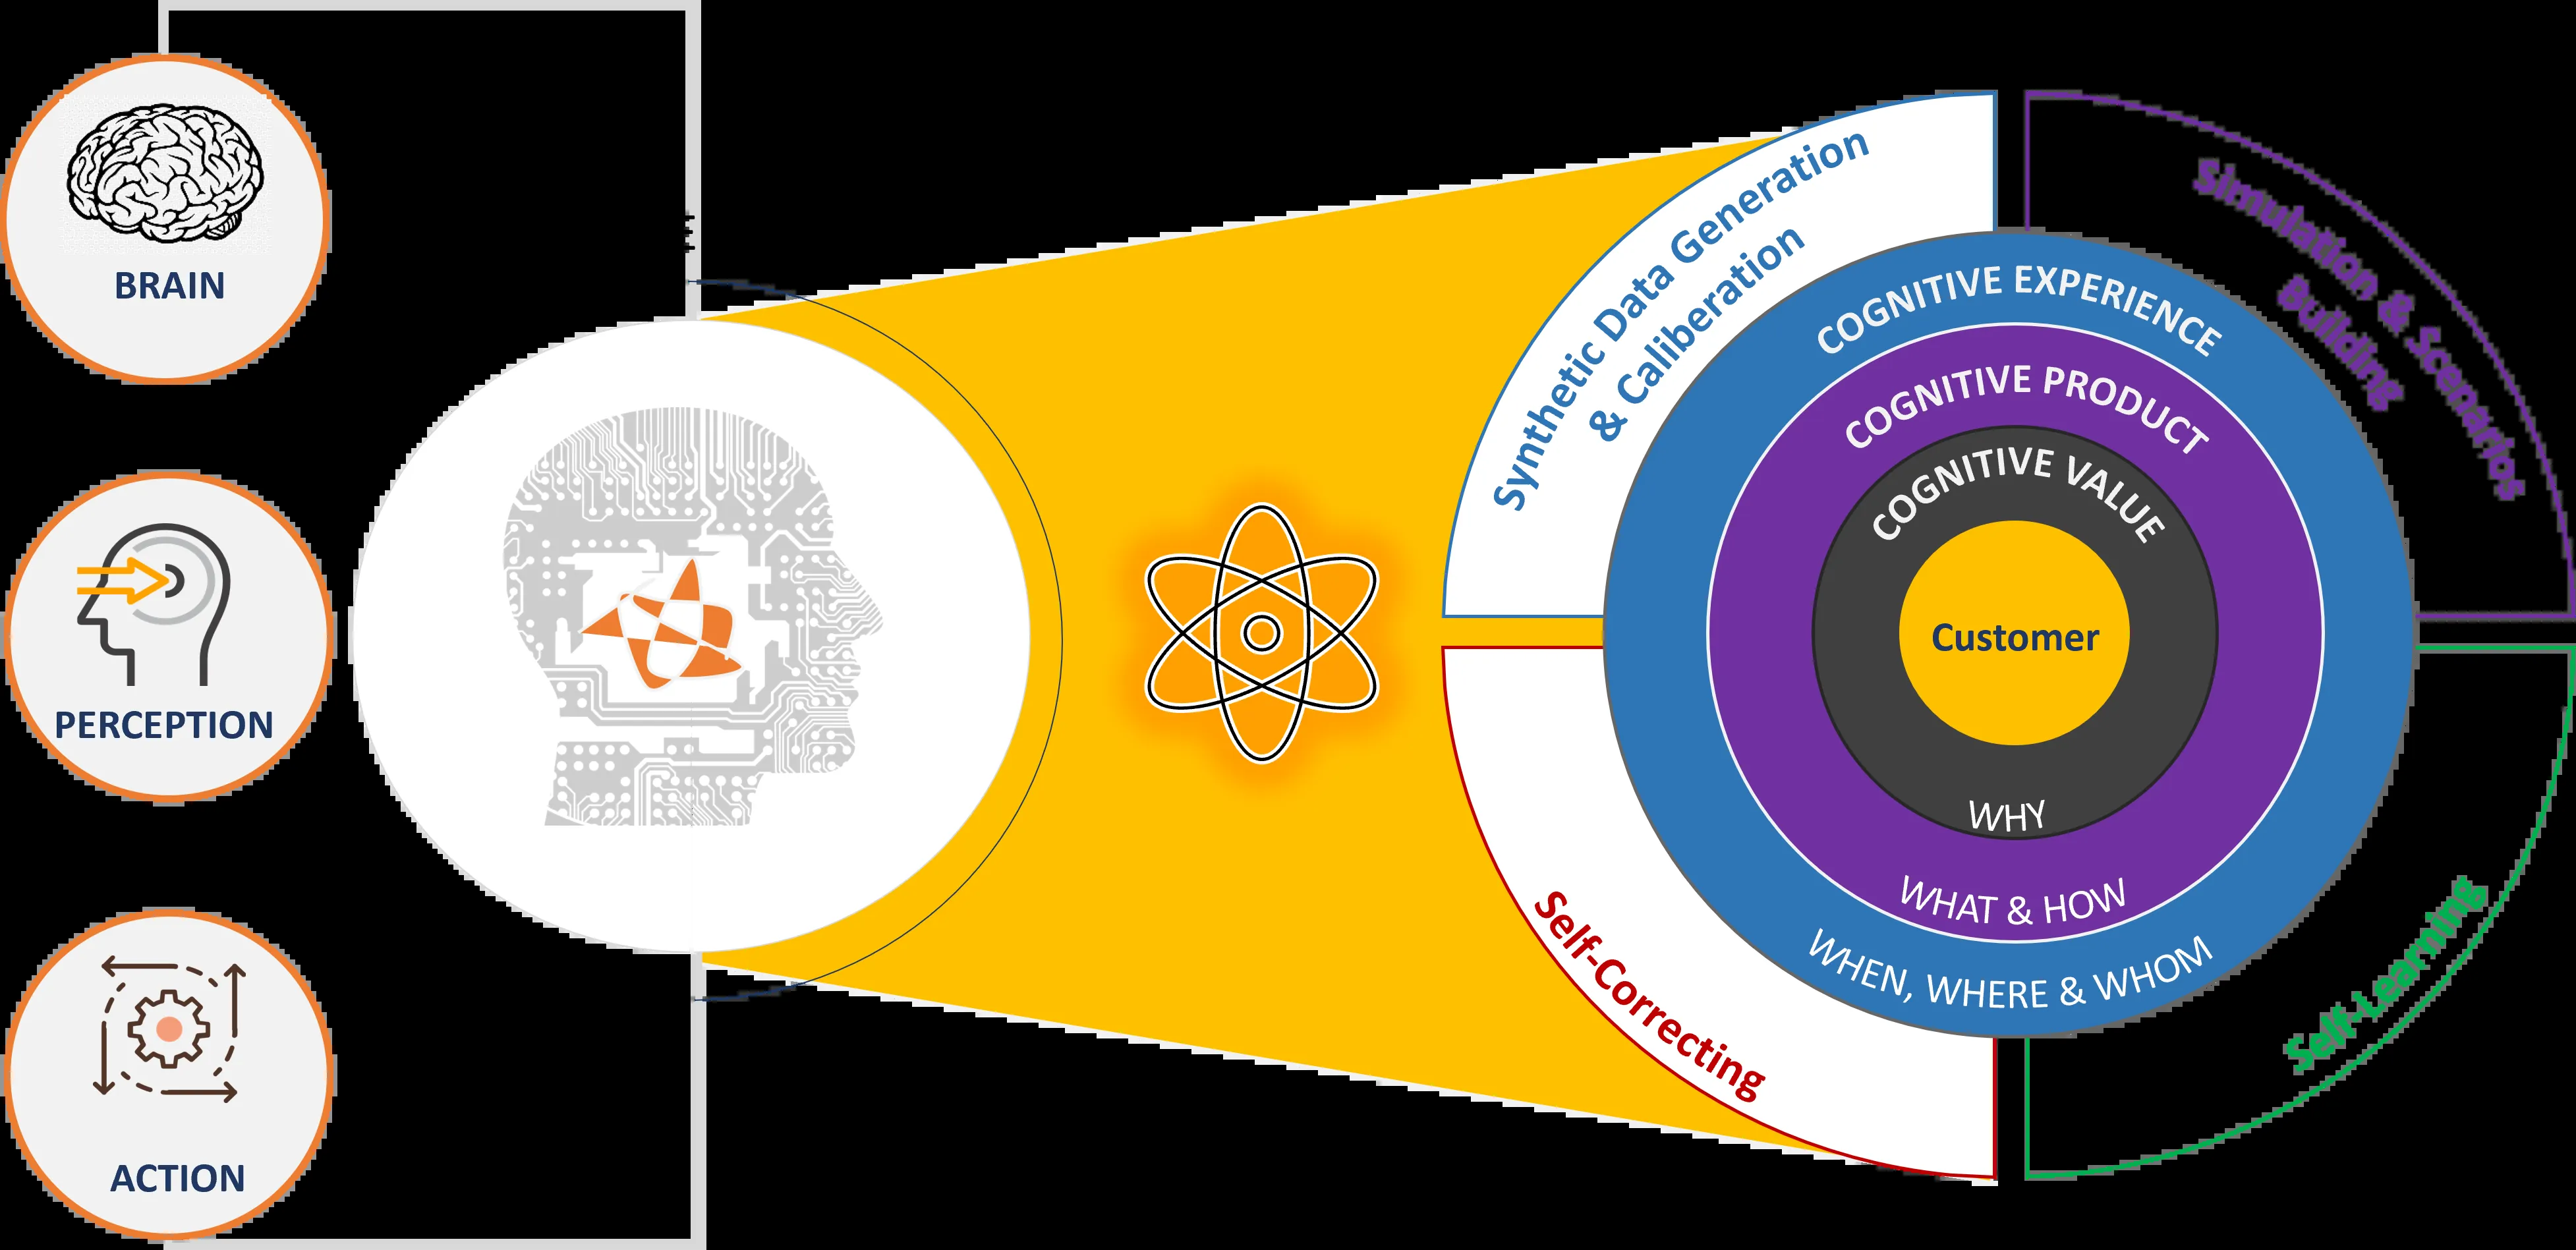 BRAIN
PERCEPTION
ACTION
Synthetic Data Generation
& Caliberation
Simulation & Scenarios
Building
COGNITIVE EXPERIENCE
COGNITIVE PRODUCT
COGNITIVE VALUE
Customer
WHY
WHAT & HOW
WHEN, WHERE & WHOM
Self-Correcting
Self-Learning